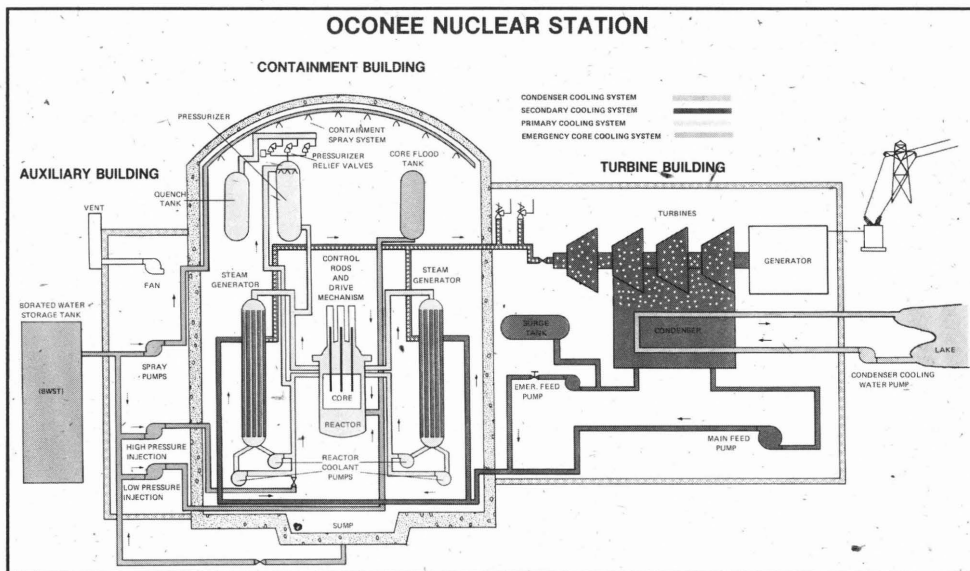 OCONEE NUCLEAR STATION
CONTAINMENT BUILDING
CONDENSER COOLING SYSTEM
SECONDARY COOLING SYSTEM
PRIMARY COOLING SYSTEM
EMERGENCY CORE COOLING SYSTEM
PRESSURIZER
CONTAINMENT
SPRAY SYSTEM
PRESSURIZER
RELIEF VALVES
CORE FLOOD
TANK
AUXILIARY BUILDING
TURBINE BUILDING
QUENCH
TANK
VENT
FAN
TURBINES
GENERATOR
STEAM
GENERATOR
CONTROL
RODS
AND
DRIVE
MECHANISM
STEAM
GENERATOR
BORATED WATER
STORAGE TANK
(BWST)
SPRAY
PUMPS
SURGE
TANK
CONDENSER
LAKE
CONDENSER COOLING
WATER PUMP
EMER. FEED
PUMP
CORE
REACTOR
HIGH PRESSURE
INJECTION
LOW PRESSURE
INJECTION
REACTOR
COOLANT
PUMPS
MAIN FEED
PUMP
SUMP